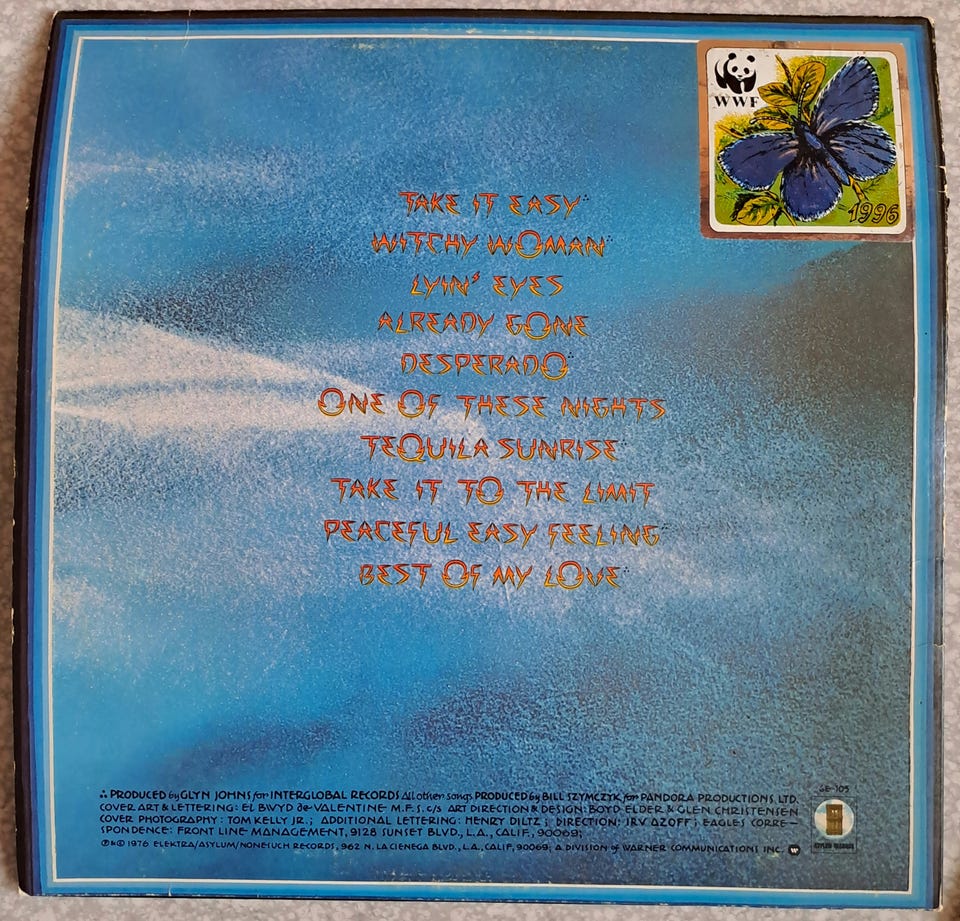 WWF
1996
TAKE IT EASY∴
WITCHY WOMAN∴
LYIN' EYES
ALREADY GONE
DESPERADO∴
ONE OF THESE NIGHTS
TEQUILA SUNRISE∴
TAKE IT TO THE LIMIT
PEACEFUL EASY FEELING∴
BEST OF MY LOVE∴
6E-105
∴ PRODUCED by GLYN JOHNS for INTERGLOBAL RECORDS All other songs PRODUCED by BILL SZYMCZYK for PANDORA PRODUCTIONS, LTD.
COVER ART & LETTERING: EL BWYD de-VALENTINE M.F.S. c/s ART DIRECTION & DESIGN: BOYD ELDER & GLEN CHRISTENSEN
COVER PHOTOGRAPHY: TOM KELLY JR.; ADDITIONAL LETTERING: HENRY DILTZ; DIRECTION: IRV AZOFF; EAGLES CORRE-
SPONDENCE: FRONT LINE MANAGEMENT, 9128 SUNSET BLVD., L.A., CALIF., 90069;
℗&© 1976 ELEKTRA/ASYLUM/NONESUCH RECORDS, 962 N. LA CIENEGA BLVD., L.A., CALIF, 90069; A DIVISION of WARNER COMMUNICATIONS INC.
ASYLUM RECORDS